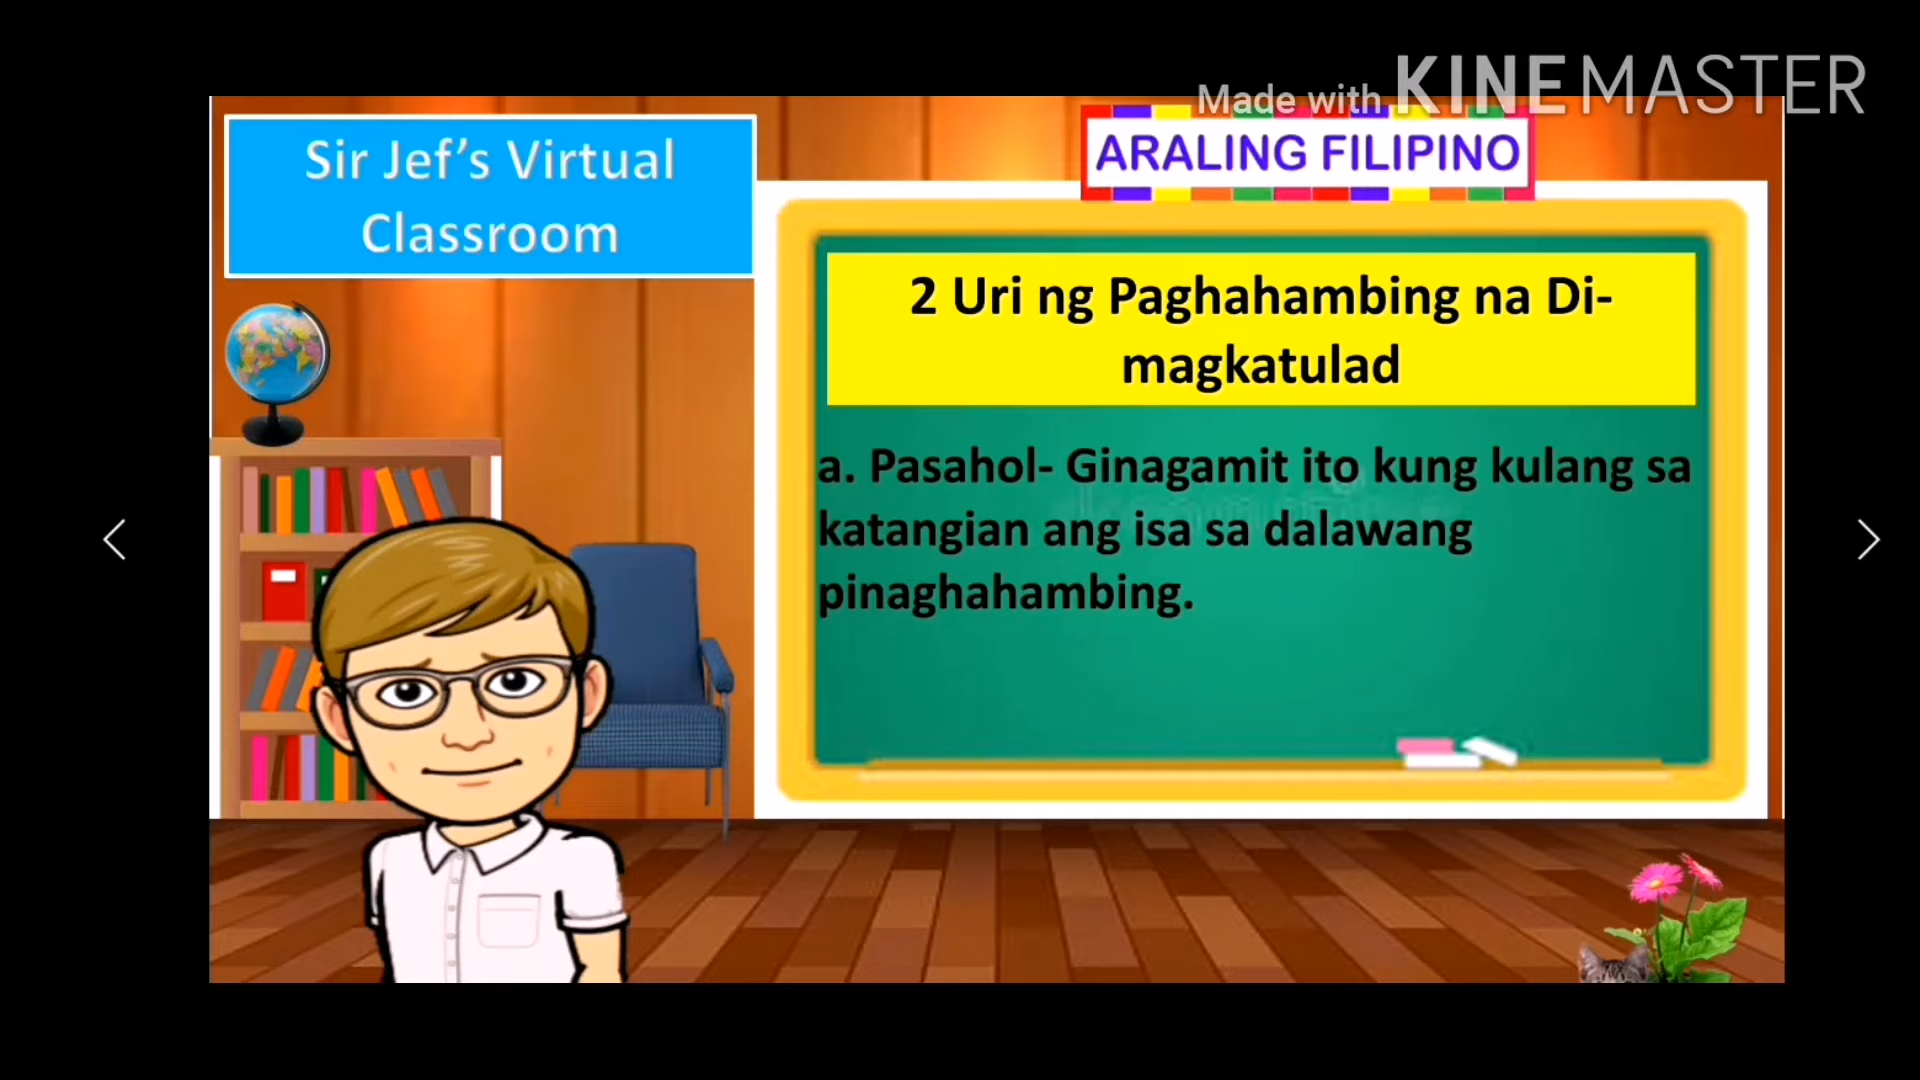 Made with KINEMASTER
Sir Jef's Virtual
Classroom
ARALING FILIPINO
2 Uri ng Paghahambing na Di-
magkatulad
a. Pasahol- Ginagamit ito kung kulang sa
katangian ang isa sa dalawang
pinaghahambing.